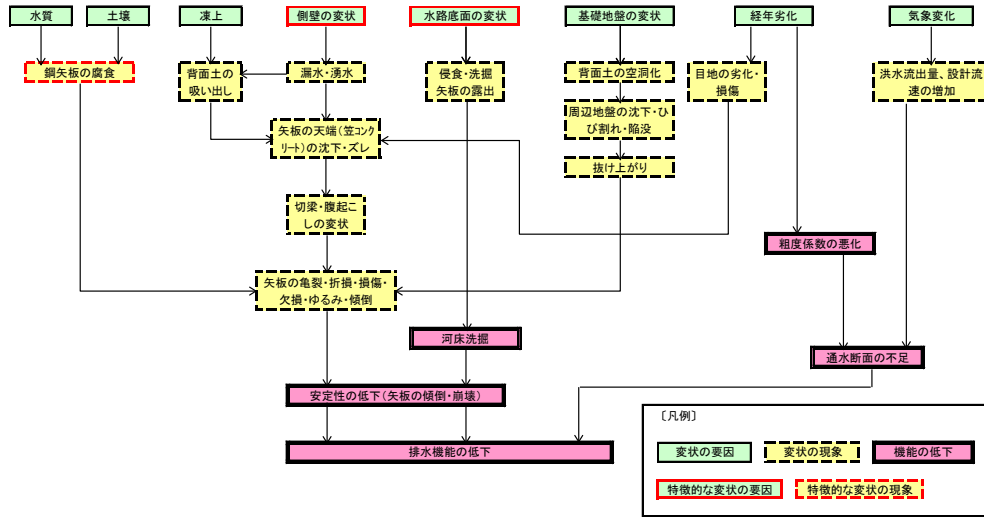 水質
土壌
凍上
側壁の変状
水路底面の変状
基礎地盤の変状
経年劣化
気象変化
鋼矢板の腐食
背面土の
吸い出し
漏水・湧水
侵食・洗掘
矢板の露出
背面土の空洞化
目地の劣化・
損傷
洪水流出量、設計流
速の増加
矢板の天端（笠コンク
リート）の沈下・ズレ
周辺地盤の沈下・ひ
び割れ・陥没
抜け上がり
切梁・腹起こ
しの変状
粗度係数の悪化
矢板の亀裂・折損・損傷・
欠損・ゆるみ・傾倒
河床洗掘
通水断面の不足
安定性の低下（矢板の傾倒・崩壊）
排水機能の低下
〔凡例〕
変状の要因
変状の現象
機能の低下
特徴的な変状の要因
特徴的な変状の現象